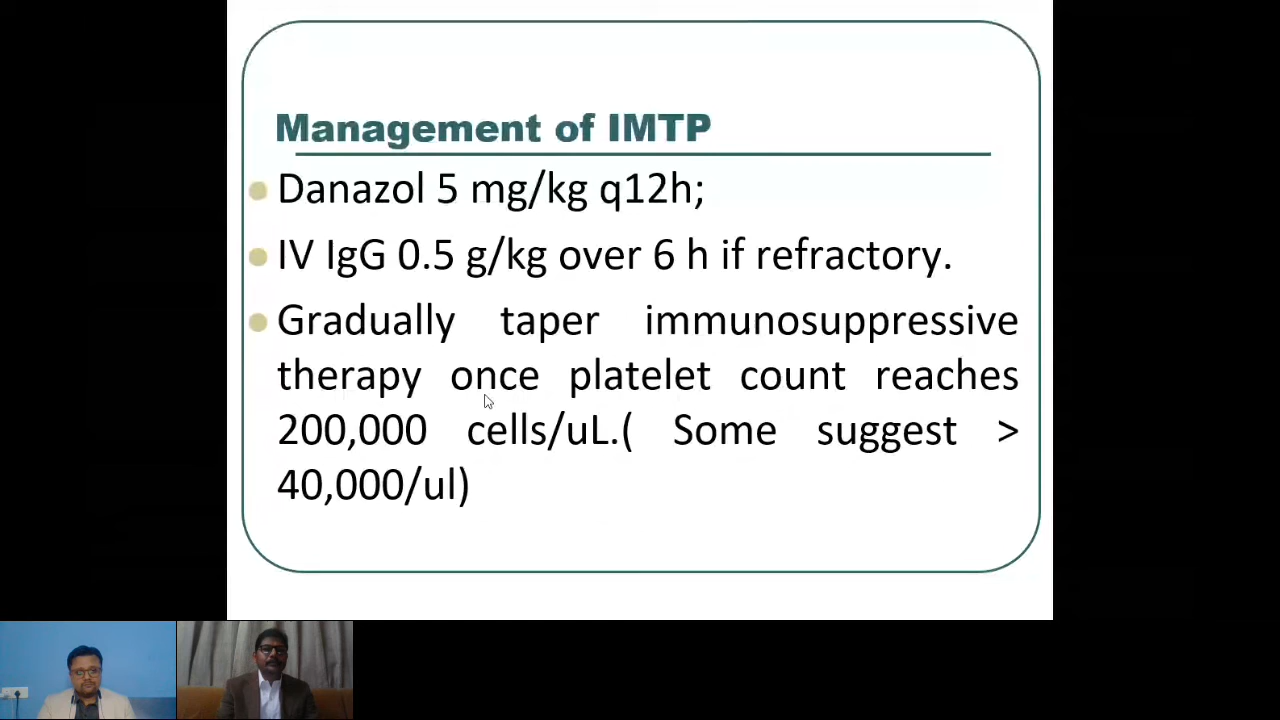 Management of IMTP
Danazol 5 mg/kg q12h;
IV IgG 0.5 g/kg over 6 h if refractory.
Gradually taper immunosuppressive
therapy once platelet count reaches
200,000 cells/uL.( Some suggest >
40,000/ul)